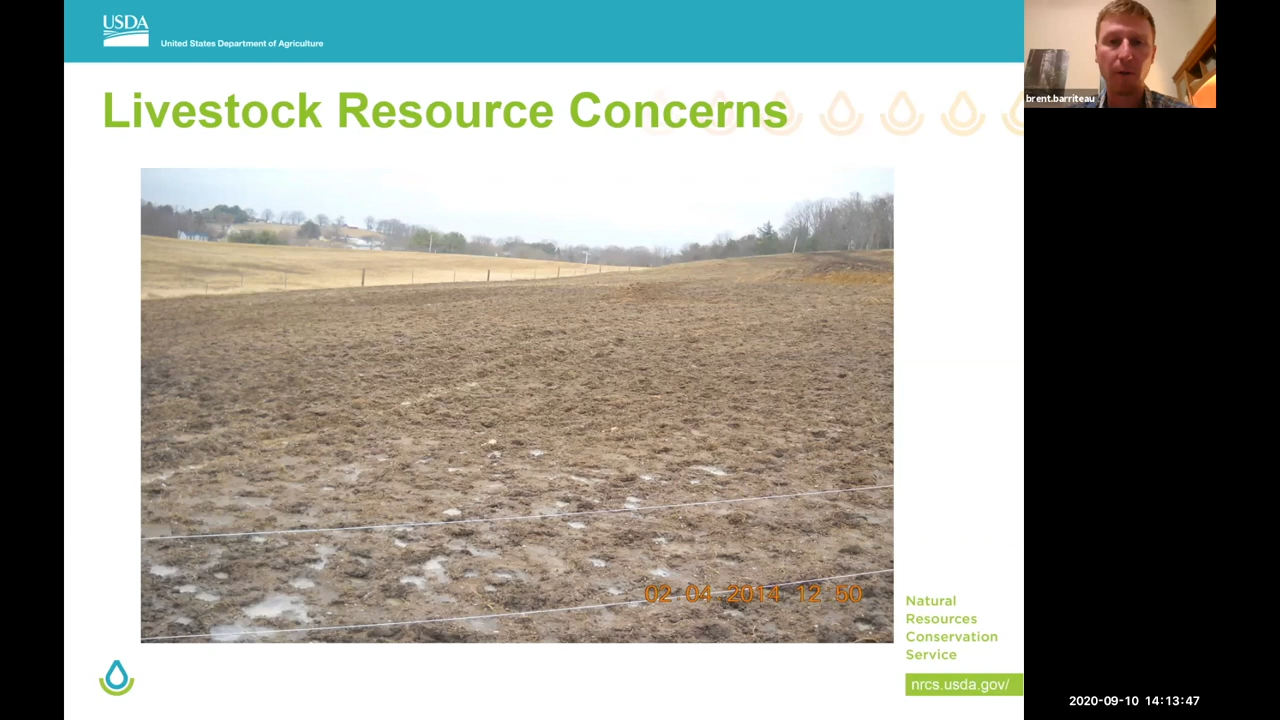 USDA
United States Department of Agriculture
brent.barriteau
Livestock Resource Concerns
02 04 2014 12 50
Natural
Resources
Conservation
Service
nrcs.usda.gov/
2020-09-10 14:13:47